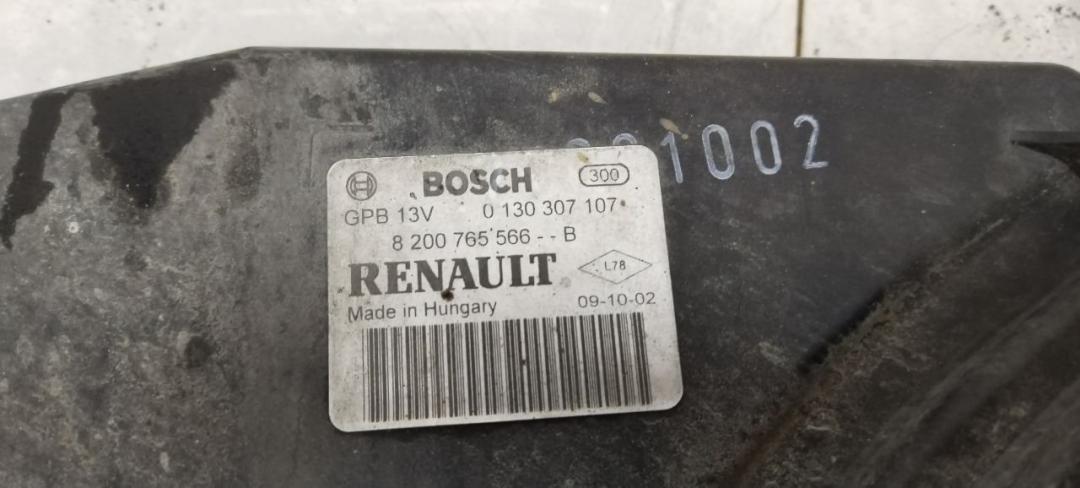 1002
BOSCH 300
GPB 13V 0 130 307 107
8 200 765 566 - - B
RENAULT L78
Made in Hungary 09-10-02